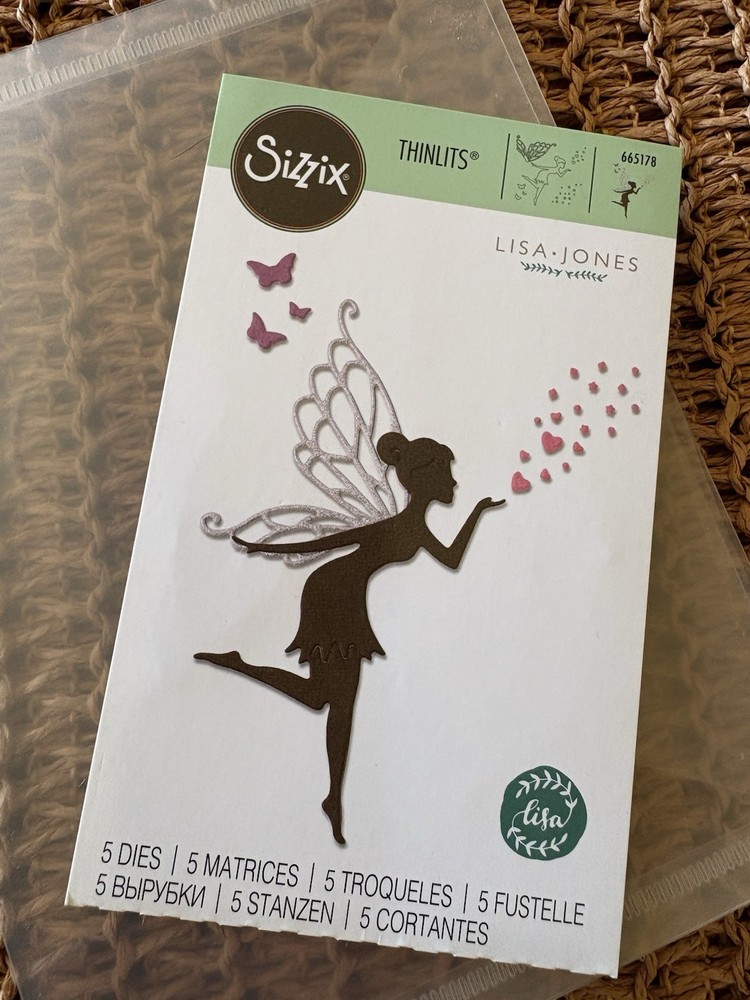 Sizzix®
THINLITS®
665178
LISA·JONES
lisa
5 DIES | 5 MATRICES | 5 TROQUELES | 5 FUSTELLE
5 ВЫРУБКИ | 5 STANZEN | 5 CORTANTES